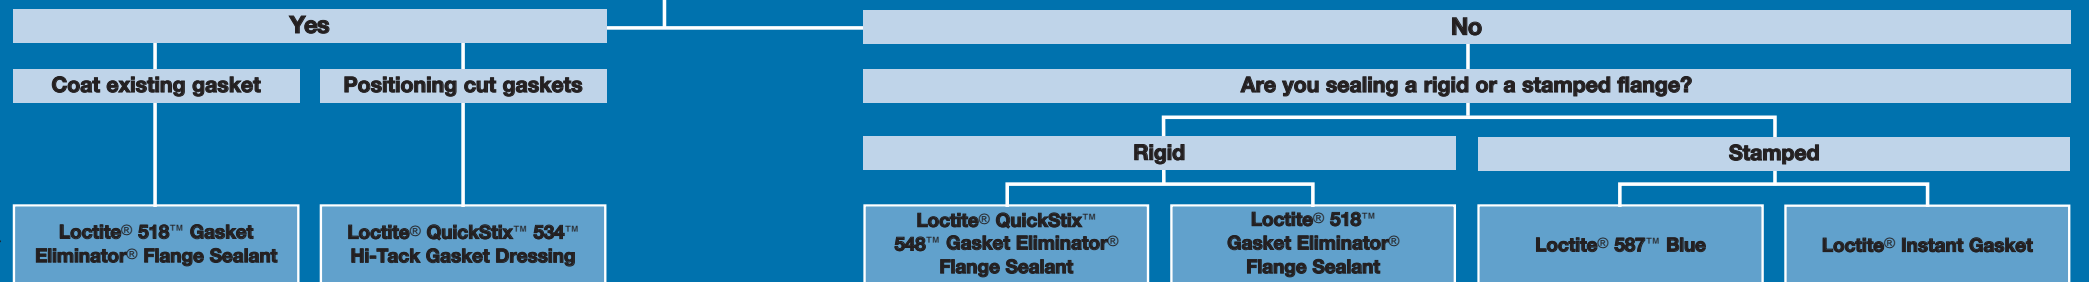 Yes
No
Coat existing gasket
Positioning cut gaskets
Are you sealing a rigid or a stamped flange?
Rigid
Stamped
Loctite® 518™ Gasket
Eliminator® Flange Sealant
Loctite® QuickStix™ 534™
Hi-Tack Gasket Dressing
Loctite® QuickStix™
548™ Gasket Eliminator®
Flange Sealant
Loctite® 518™
Gasket Eliminator®
Flange Sealant
Loctite® 587™ Blue
Loctite® Instant Gasket